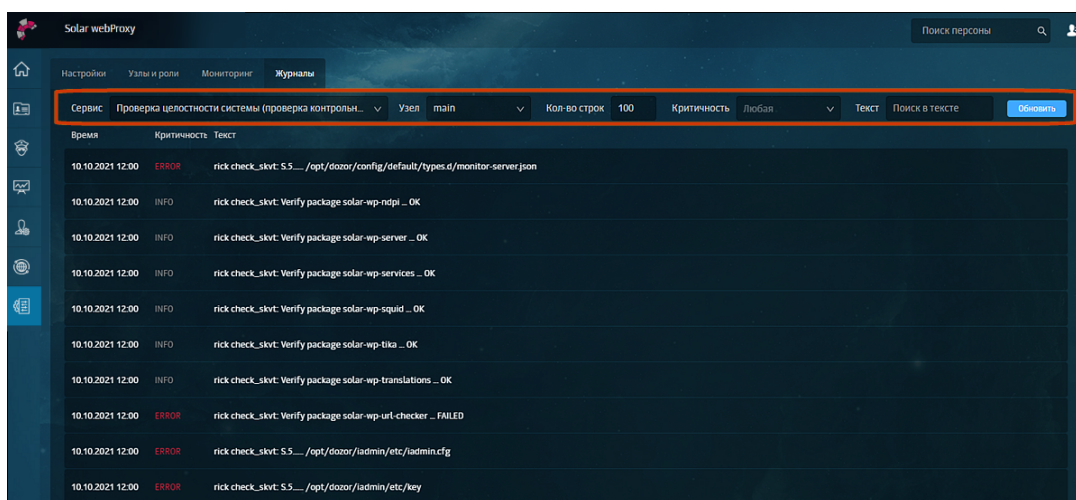 Solar webProxy
Поиск персоны
Настройки Узлы и роли Мониторинг Журналы
Сервис Проверка целостности системы (проверка контрольн... Узел main Кол-во строк 100 Критичность Любая Текст Поиск в тексте Обновить
Время Критичность Текст
10.10.2021 12:00 ERROR rick check_skvt: S.5..... /opt/dozor/config/default/types.d/monitor-server.json
10.10.2021 12:00 INFO rick check_skvt: Verify package solar-wp-ndpi ... OK
10.10.2021 12:00 INFO rick check_skvt: Verify package solar-wp-server ... OK
10.10.2021 12:00 INFO rick check_skvt: Verify package solar-wp-services ... OK
10.10.2021 12:00 INFO rick check_skvt: Verify package solar-wp-squid ... OK
10.10.2021 12:00 INFO rick check_skvt: Verify package solar-wp-tika ... OK
10.10.2021 12:00 INFO rick check_skvt: Verify package solar-wp-translations ... OK
10.10.2021 12:00 ERROR rick check_skvt: Verify package solar-wp-url-checker ... FAILED
10.10.2021 12:00 ERROR rick check_skvt: S.5..... /opt/dozor/iadmin/etc/iadmin.cfg
10.10.2021 12:00 ERROR rick check_skvt: S.5..... /opt/dozor/iadmin/etc/key